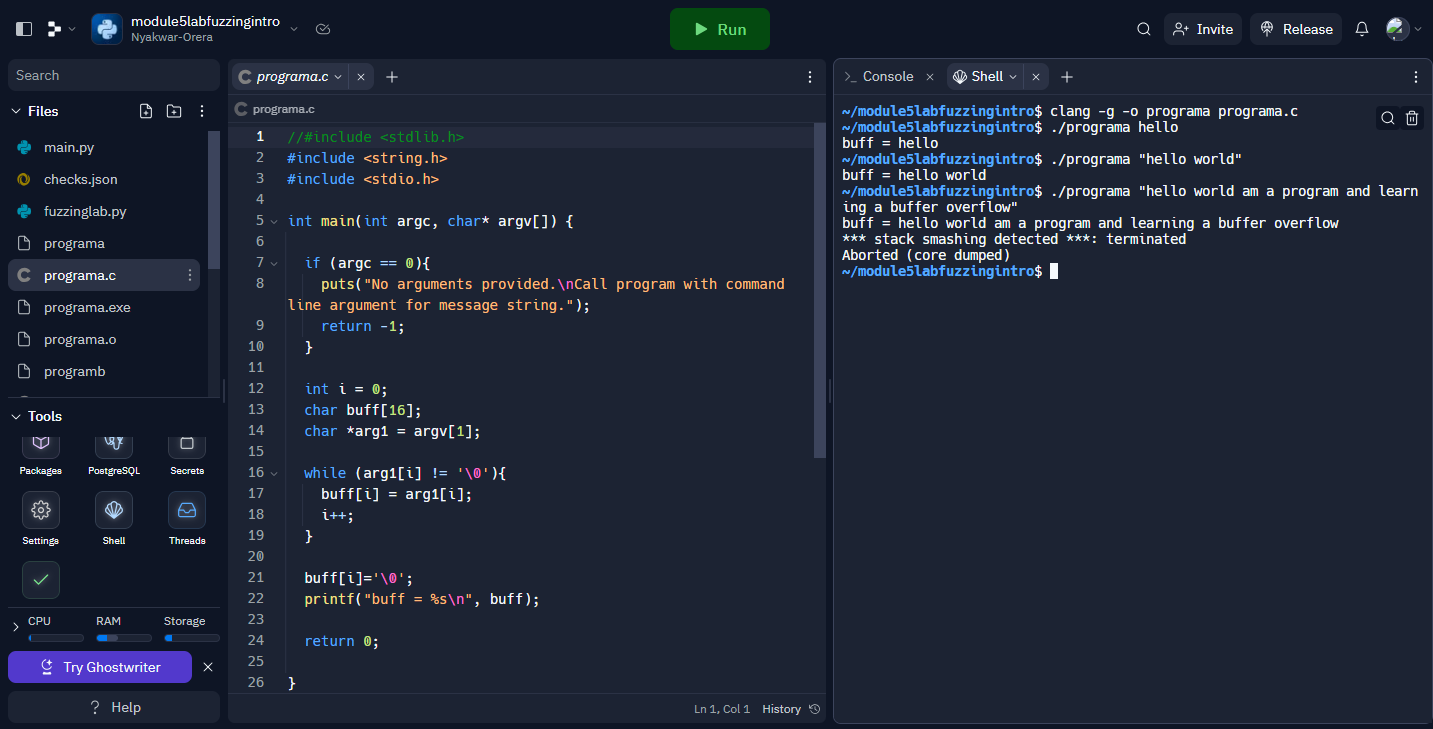 module5labfuzzingintro
Nyakwar-Orera
Run
Invite
Release
Search
Files
main.py
checks.json
fuzzinglab.py
programa
programa.c
programa.exe
programa.o
programb
Tools
Packages
PostgreSQL
Secrets
Settings
Shell
Threads
CPU
RAM
Storage
Try Ghostwriter
? Help
programa.c
programa.c
1 //#include <stdlib.h>
2 #include <string.h>
3 #include <stdio.h>
4
5 int main(int argc, char* argv[]) {
6
7 if (argc == 0){
8 puts("No arguments provided.\nCall program with command
line argument for message string.");
9 return -1;
10 }
11
12 int i = 0;
13 char buff[16];
14 char *arg1 = argv[1];
15
16 while (arg1[i] != '\0'){
17 buff[i] = arg1[i];
18 i++;
19 }
20
21 buff[i]='\0';
22 printf("buff = %s\n", buff);
23
24 return 0;
25
26 }
Ln 1, Col 1 History
>_ Console
Shell
~/module5labfuzzingintro$ clang -g -o programa programa.c
~/module5labfuzzingintro$ ./programa hello
buff = hello
~/module5labfuzzingintro$ ./programa "hello world"
buff = hello world
~/module5labfuzzingintro$ ./programa "hello world am a program and learn
ing a buffer overflow"
buff = hello world am a program and learning a buffer overflow
*** stack smashing detected ***: terminated
Aborted (core dumped)
~/module5labfuzzingintro$